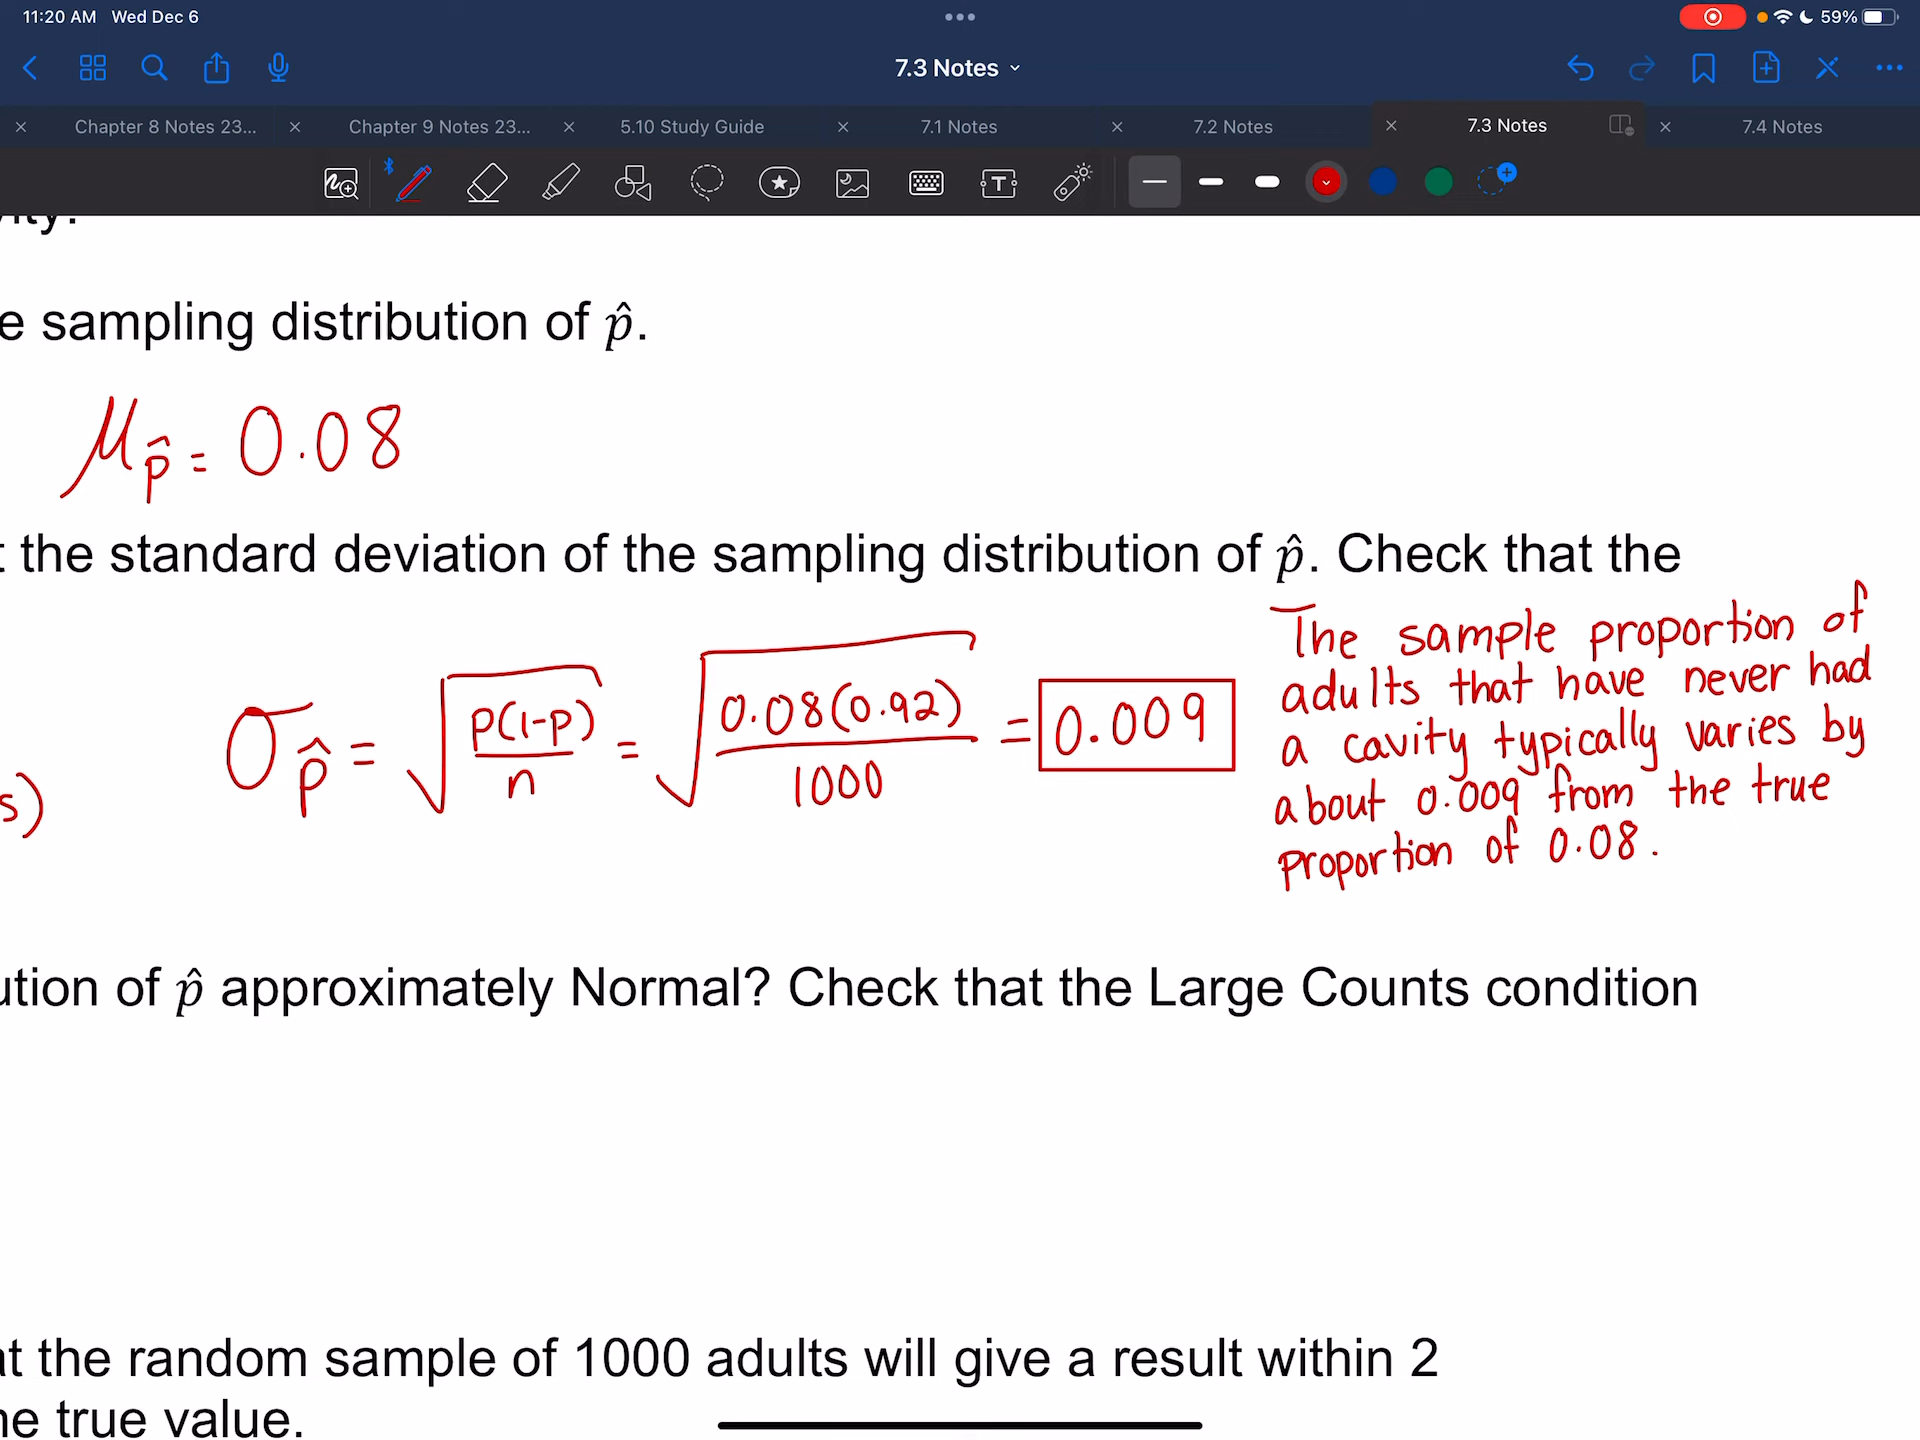 11:20 AM Wed Dec 6
59%
7.3 Notes
Chapter 8 Notes 23...
Chapter 9 Notes 23...
5.10 Study Guide
7.1 Notes
7.2 Notes
7.3 Notes
7.4 Notes
e sampling distribution of p̂.
μp̂ = 0.08
the standard deviation of the sampling distribution of p̂. Check that the
σp̂ = √(p(1-p)/n) = √(0.08(0.92)/1000) = 0.009
s)
The sample proportion of
adults that have never had
a cavity typically varies by
about 0.009 from the true
proportion of 0.08.
ution of p̂ approximately Normal? Check that the Large Counts condition
at the random sample of 1000 adults will give a result within 2
he true value.